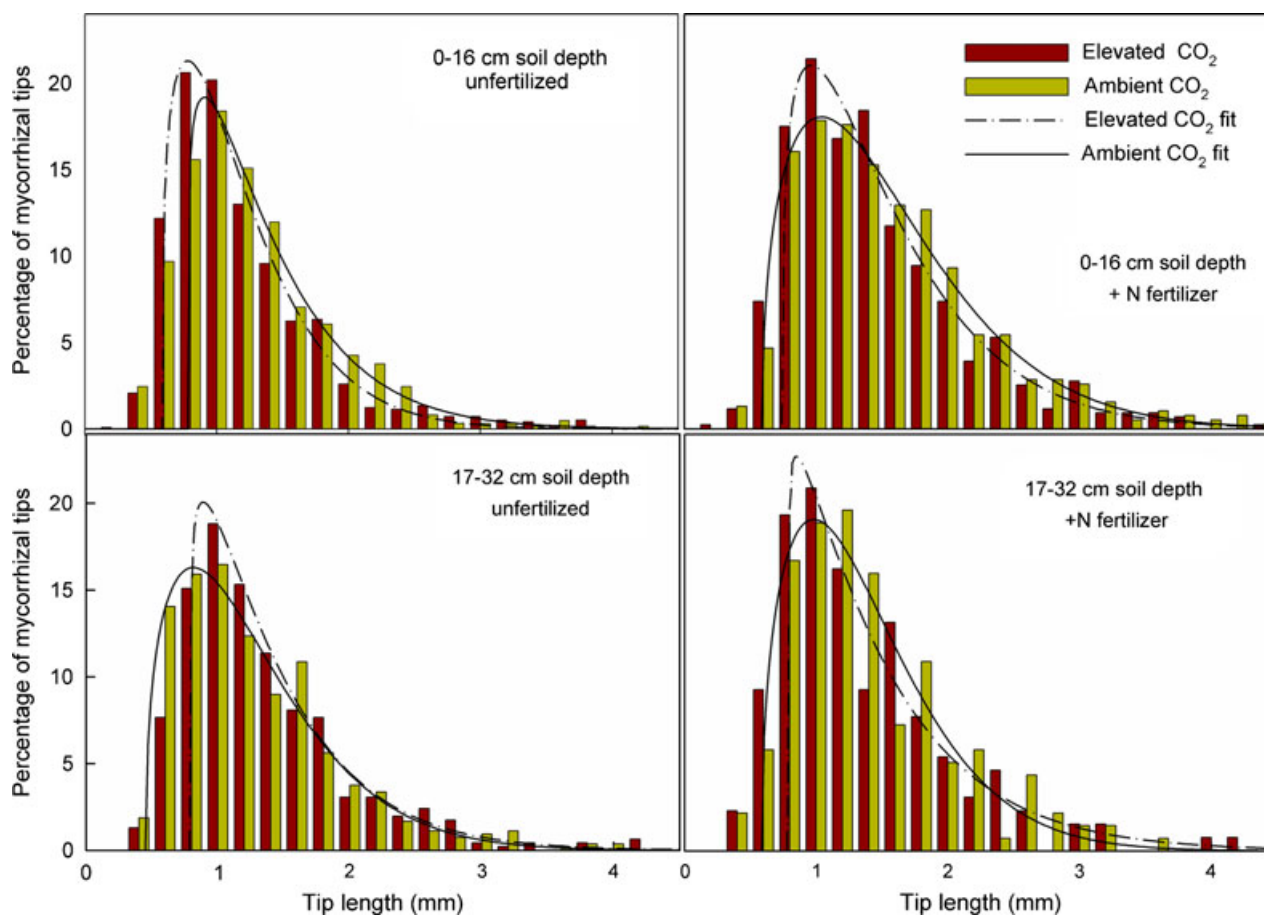 0-16 cm soil depth
unfertilized
Elevated CO₂
Ambient CO₂
Elevated CO₂ fit
Ambient CO₂ fit
0-16 cm soil depth
+ N fertilizer
Percentage of mycorrhizal tips
20
15
10
5
0
17-32 cm soil depth
unfertilized
17-32 cm soil depth
+N fertilizer
Percentage of mycorrhizal tips
20
15
10
5
0
0 1 2 3 4
0 1 2 3 4
Tip length (mm)
Tip length (mm)